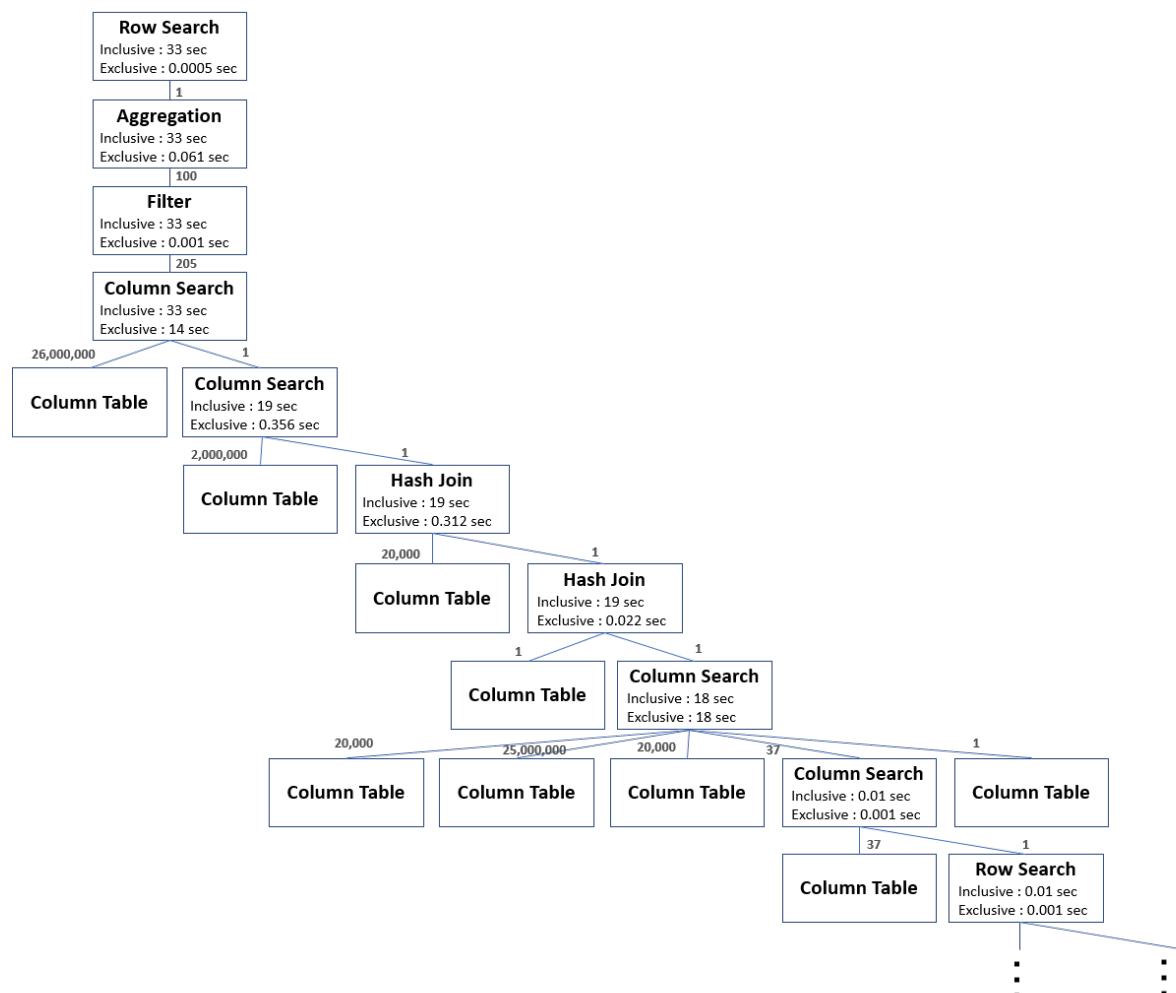 Row Search
Inclusive : 33 sec
Exclusive : 0.0005 sec
1
Aggregation
Inclusive : 33 sec
Exclusive : 0.061 sec
100
Filter
Inclusive : 33 sec
Exclusive : 0.001 sec
205
Column Search
Inclusive : 33 sec
Exclusive : 14 sec
26,000,000
1
Column Table
Column Search
Inclusive : 19 sec
Exclusive : 0.356 sec
2,000,000
1
Column Table
Hash Join
Inclusive : 19 sec
Exclusive : 0.312 sec
20,000
1
Column Table
Hash Join
Inclusive : 19 sec
Exclusive : 0.022 sec
1
1
Column Table
Column Search
Inclusive : 18 sec
Exclusive : 18 sec
20,000
25,000,000
20,000
37
1
Column Table
Column Table
Column Table
Column Search
Inclusive : 0.01 sec
Exclusive : 0.001 sec
Column Table
37
1
Column Table
Row Search
Inclusive : 0.01 sec
Exclusive : 0.001 sec